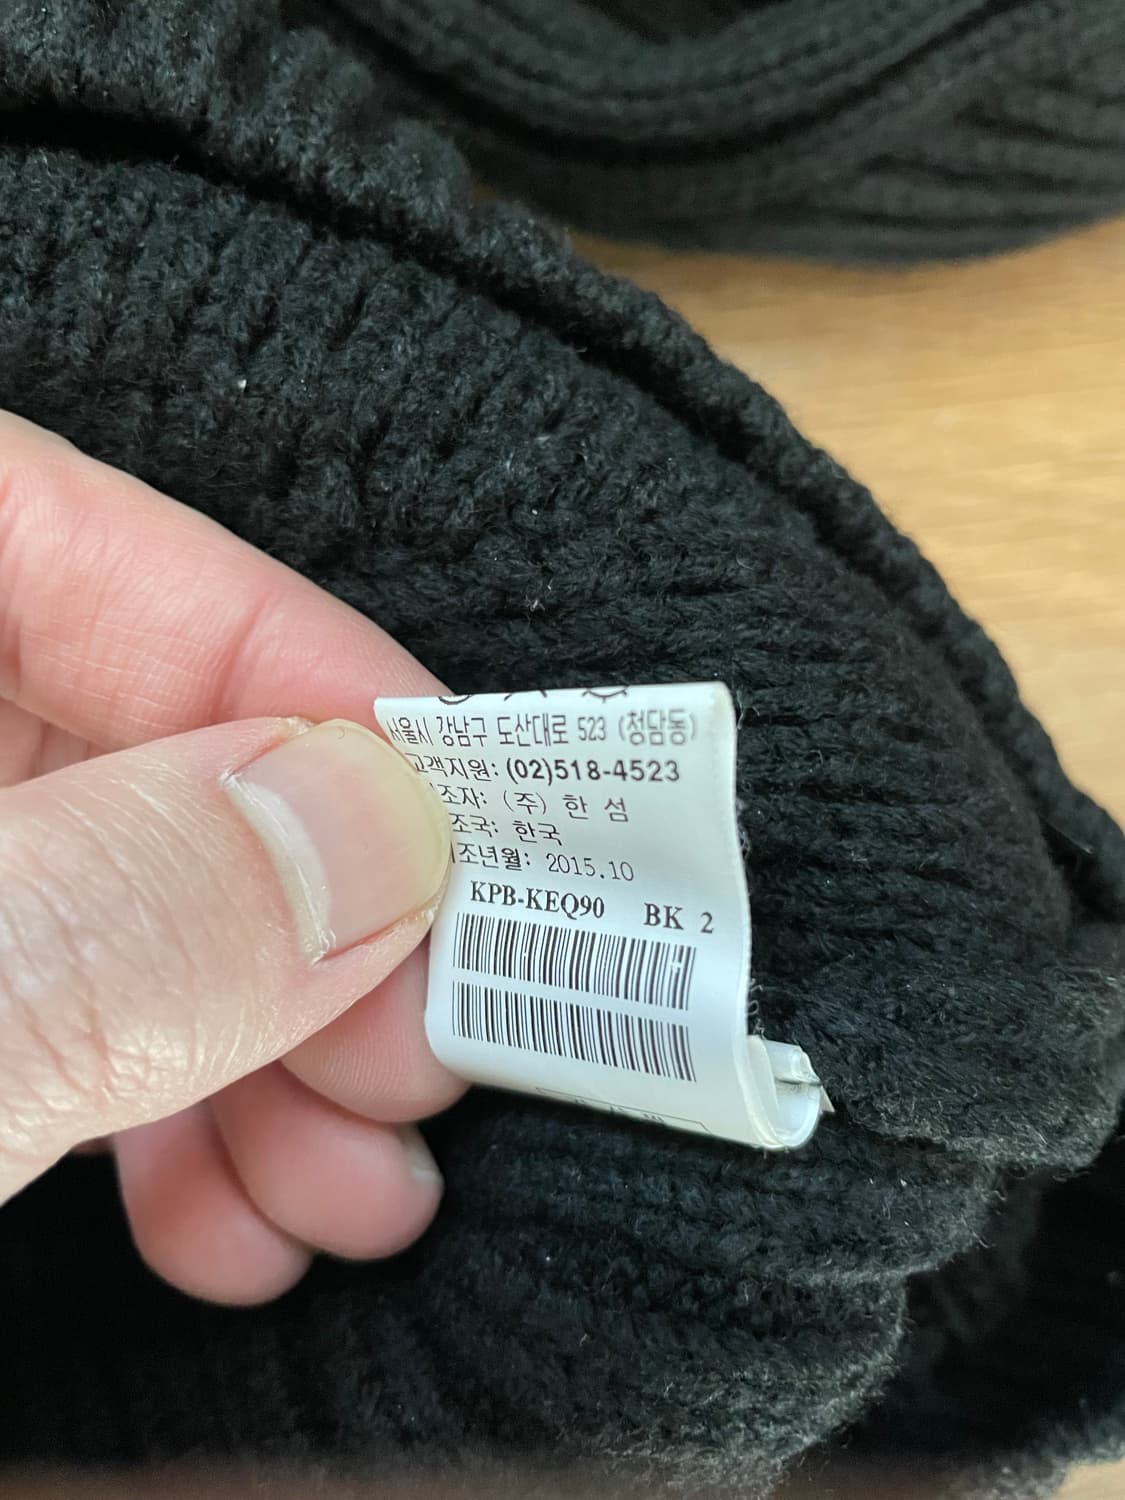 서울시 강남구 도산대로 523 (청담동)
고객지원: (02)518-4523
조자: (주) 한 섬
조국: 한국
조년월: 2015.10
KPB-KEQ90 BK 2